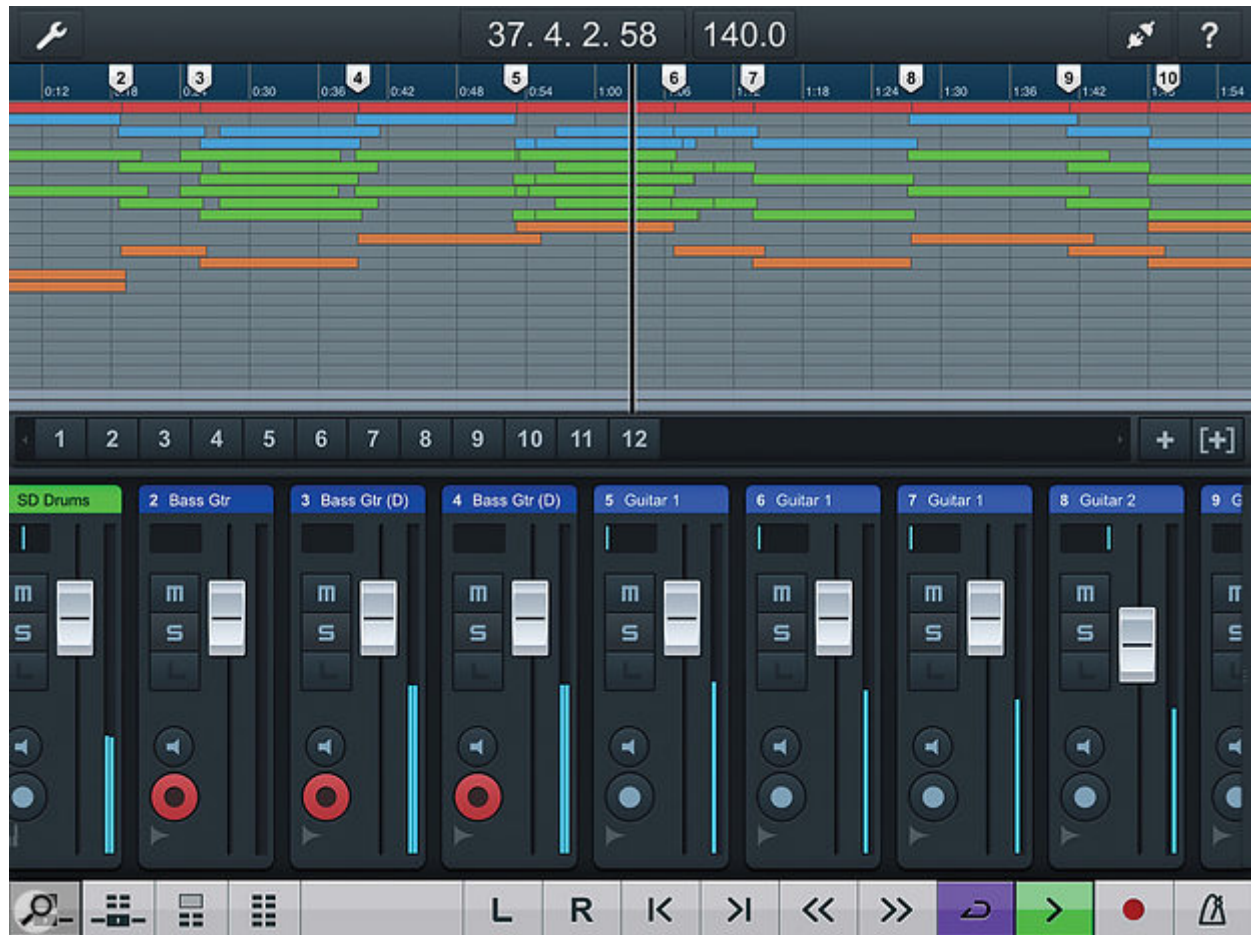 37. 4. 2. 58 140.0 ?
2 3 4 5 6 7 8 9 10
0:12 0:30 0:36 0:42 0:48 0:54 1:00 1:18 1:24 1:30 1:36 1:42 1:54
1 2 3 4 5 6 7 8 9 10 11 12 + [+]
SD Drums 2 Bass Gtr 3 Bass Gtr (D) 4 Bass Gtr (D) 5 Guitar 1 6 Guitar 1 7 Guitar 1 8 Guitar 2 9 G
m m m m m m m m m
S S S S S S S S S
L L L L L L L L L
L R